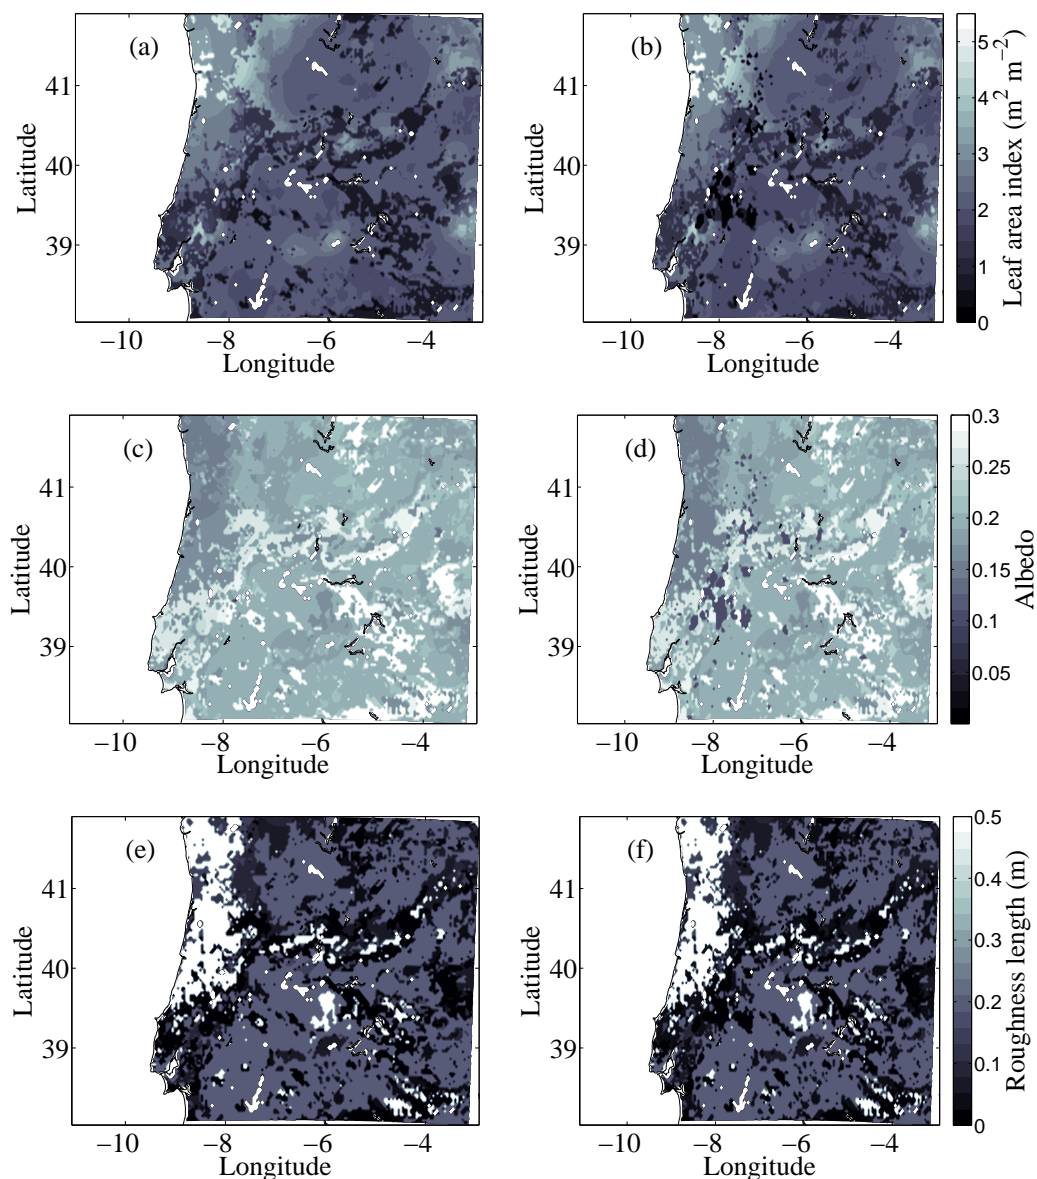 (a)
(b)
41
40
39
Latitude
−10
−8
−6
−4
Longitude
41
40
39
Latitude
−10
−8
−6
−4
Longitude
5
4
3
2
1
0
Leaf area index (m² m⁻²)
(c)
(d)
41
40
39
Latitude
−10
−8
−6
−4
Longitude
41
40
39
Latitude
−10
−8
−6
−4
Longitude
0.3
0.25
0.2
0.15
0.1
0.05
Albedo
(e)
(f)
41
40
39
Latitude
−10
−8
−6
−4
Longitude
41
40
39
Latitude
−10
−8
−6
−4
Longitude
0.5
0.4
0.3
0.2
0.1
0
Roughness length (m)